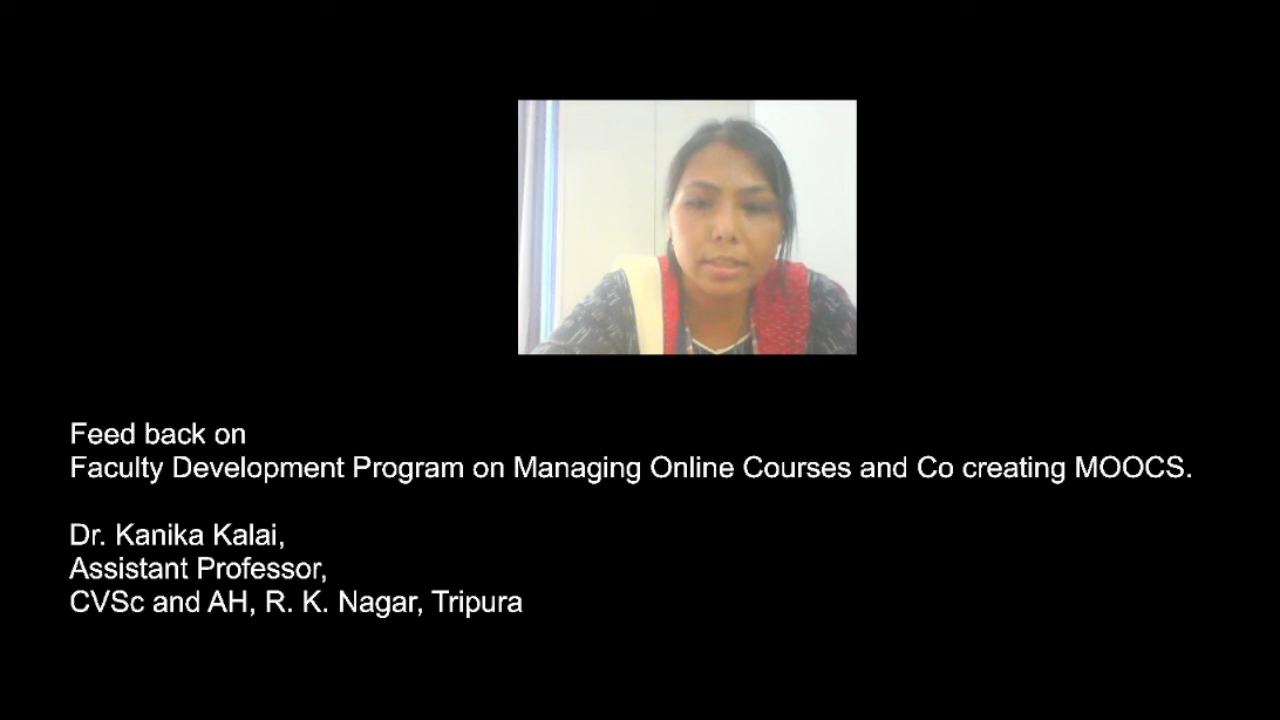 Feed back on
Faculty Development Program on Managing Online Courses and Co creating MOOCS.
Dr. Kanika Kalai,
Assistant Professor,
CVSc and AH, R. K. Nagar, Tripura